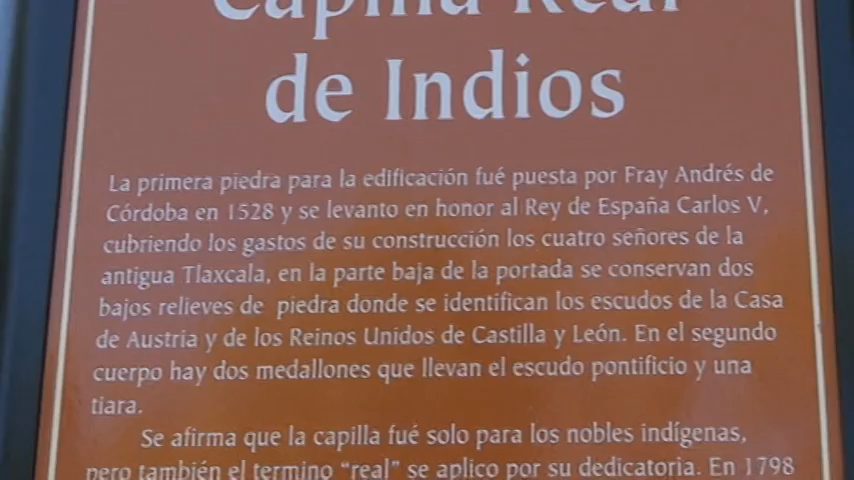 Capilla Real
de Indios
La primera piedra para la edificación fué puesta por Fray Andrés de
Córdoba en 1528 y se levanto en honor al Rey de España Carlos V,
cubriendo los gastos de su construcción los cuatro señores de la
antigua Tlaxcala, en la parte baja de la portada se conservan dos
bajos relieves de piedra donde se identifican los escudos de la Casa
de Austria y de los Reinos Unidos de Castilla y León. En el segundo
cuerpo hay dos medallones que llevan el escudo pontificio y una
tiara.
Se afirma que la capilla fué solo para los nobles indígenas,
pero también el termino “real” se aplico por su dedicatoria. En 1798